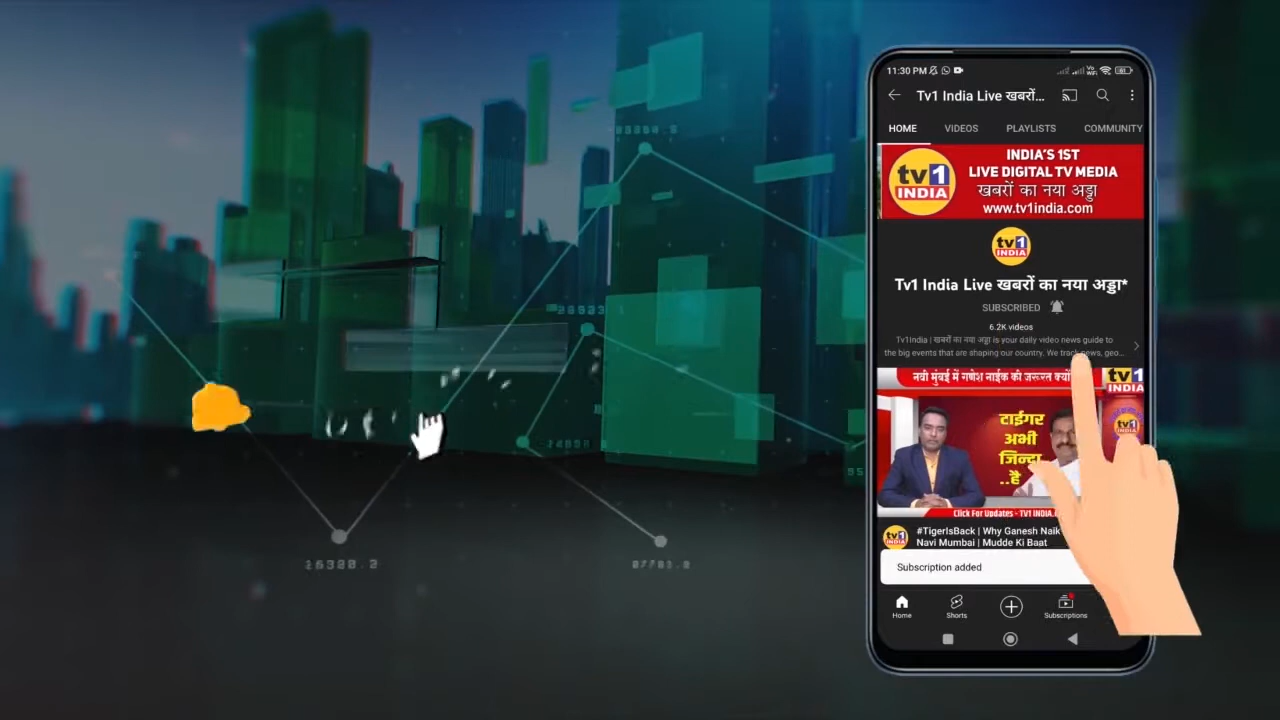 11:30 PM
Tv1 India Live खबरों...
HOME VIDEOS PLAYLISTS COMMUNITY
tv1
INDIA
INDIA'S 1ST
LIVE DIGITAL TV MEDIA
खबरों का नया अड्डा
www.tv1india.com
tv1
INDIA
Tv1 India Live खबरों का नया अड्डा*
SUBSCRIBED
6.2K videos
Tv1India | खबरों का नया अड्डा is your daily video news guide to
the big events that are shaping our country. We track news, geo...
नवी मुंबई में गणेश नाईक की जरूरत क्यों
tv1
INDIA
टाईगर
अभी
जिन्दा
..है
Click For Updates - TV1 INDIA.
tv1
INDIA
#TigerIsBack | Why Ganesh Naik
Navi Mumbai | Mudde Ki Baat
Subscription added
Home Shorts Subscriptions